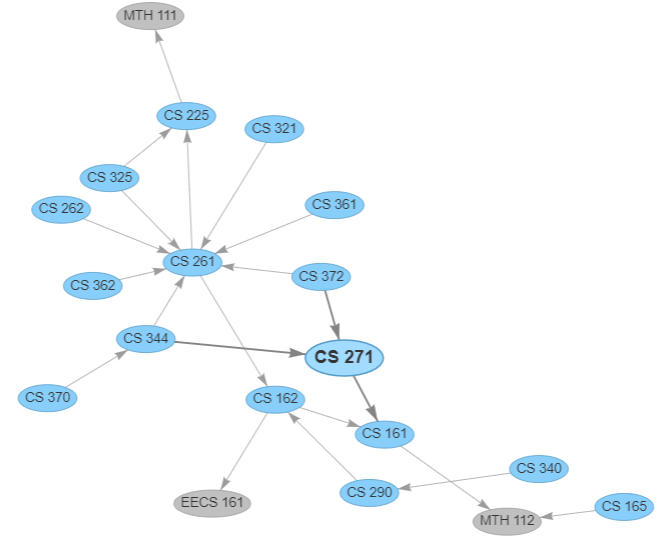 MTH 111
CS 225
CS 321
CS 325
CS 262
CS 361
CS 261
CS 372
CS 362
CS 344
CS 271
CS 370
CS 162
CS 161
CS 340
CS 290
EECS 161
CS 165
MTH 112